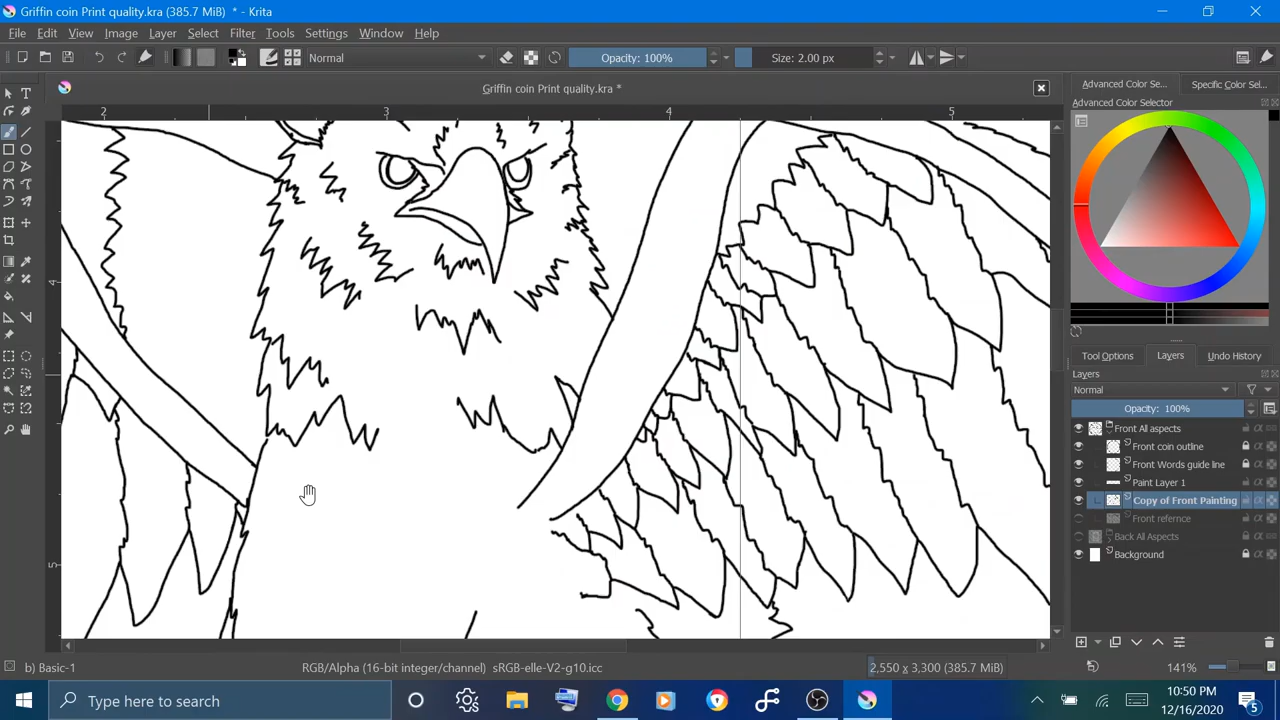 Griffin coin Print quality.kra (385.7 MiB) * - Krita
File Edit View Image Layer Select Filter Tools Settings Window Help
Normal Opacity: 100% Size: 2.00 px
Griffin coin Print quality.kra *
2 3 4 5
4
5
Advanced Color Se... Specific Color Sel...
Advanced Color Selector
Tool Options Layers Undo History
Layers
Normal
Opacity: 100%
Front All aspects
Front coin outline
Front Words guide line
Paint Layer 1
Copy of Front Painting
Front refernce
Back All Aspects
Background
b) Basic-1 RGB/Alpha (16-bit integer/channel) sRGB-elle-V2-g10.icc 2,550 x 3,300 (385.7 MiB) 141%
Type here to search
10:50 PM
12/16/2020
5